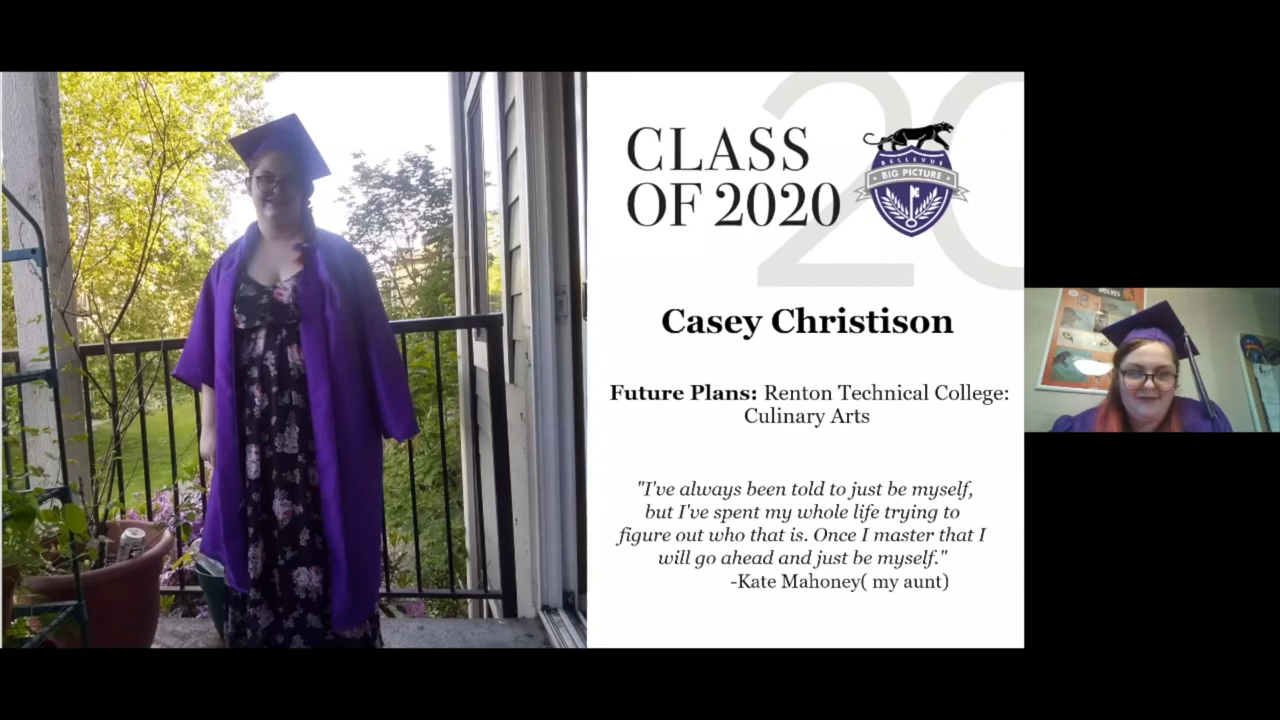 CLASS
OF 2020
20
BELLEVUE
BIG PICTURE
Casey Christison
Future Plans: Renton Technical College:
Culinary Arts
"I've always been told to just be myself,
but I've spent my whole life trying to
figure out who that is. Once I master that I
will go ahead and just be myself."
-Kate Mahoney( my aunt)
WOLVES